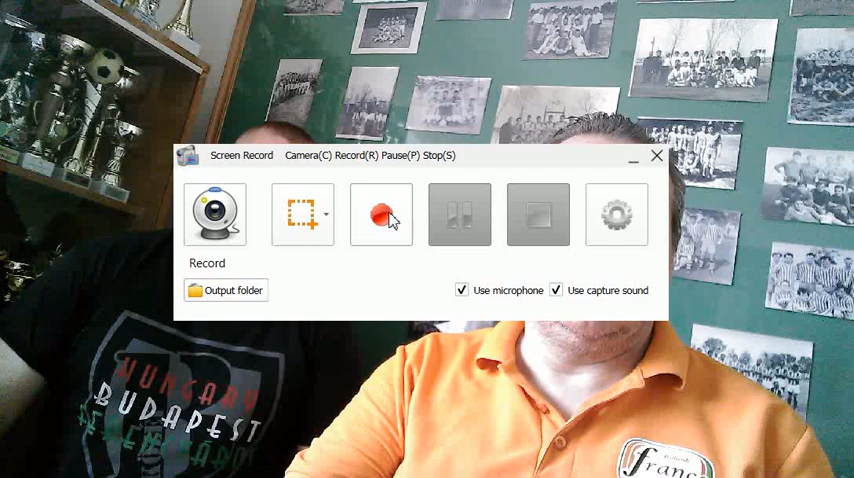 Screen Record Camera(C) Record(R) Pause(P) Stop(S)
Record
Output folder
Use microphone
Use capture sound
HUNGARY
BUDAPEST
franc